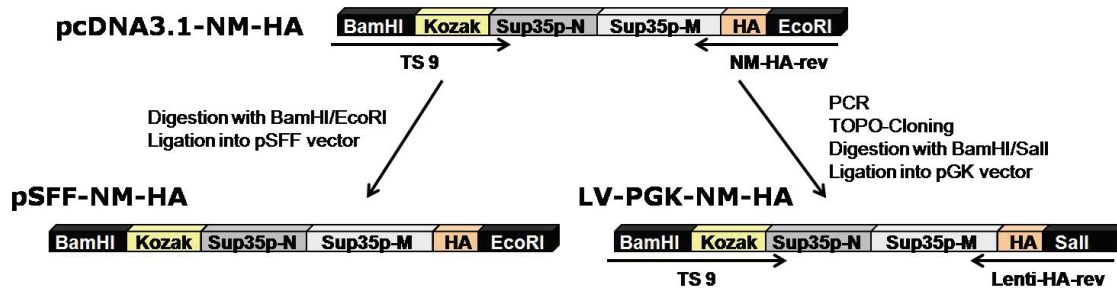 pcDNA3.1-NM-HA
BamHI Kozak Sup35p-N Sup35p-M HA EcoRI
TS 9 NM-HA-rev
Digestion with BamHI/EcoRI
Ligation into pSFF vector
PCR
TOPO-Cloning
Digestion with BamHI/SalI
Ligation into pGK vector
pSFF-NM-HA
BamHI Kozak Sup35p-N Sup35p-M HA EcoRI
LV-PGK-NM-HA
BamHI Kozak Sup35p-N Sup35p-M HA SalI
TS 9 Lenti-HA-rev